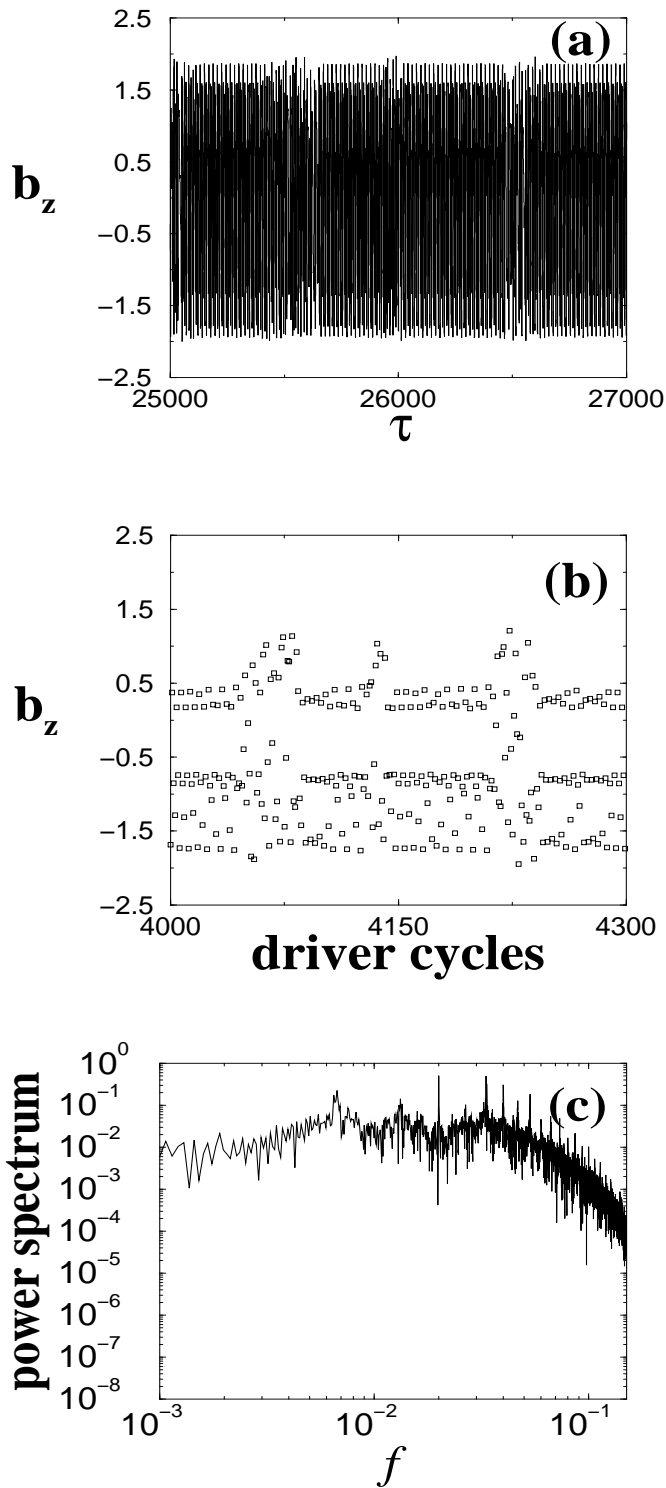 2.5
(a)
1.5
0.5
b_z
−0.5
−1.5
−2.5
25000 26000 27000
τ
2.5
(b)
1.5
0.5
b_z
−0.5
−1.5
−2.5
4000 4150 4300
driver cycles
10^0
(c)
10^−1
10^−2
10^−3
10^−4
10^−5
10^−6
10^−7
10^−8
power spectrum
10^−3 10^−2 10^−1
f